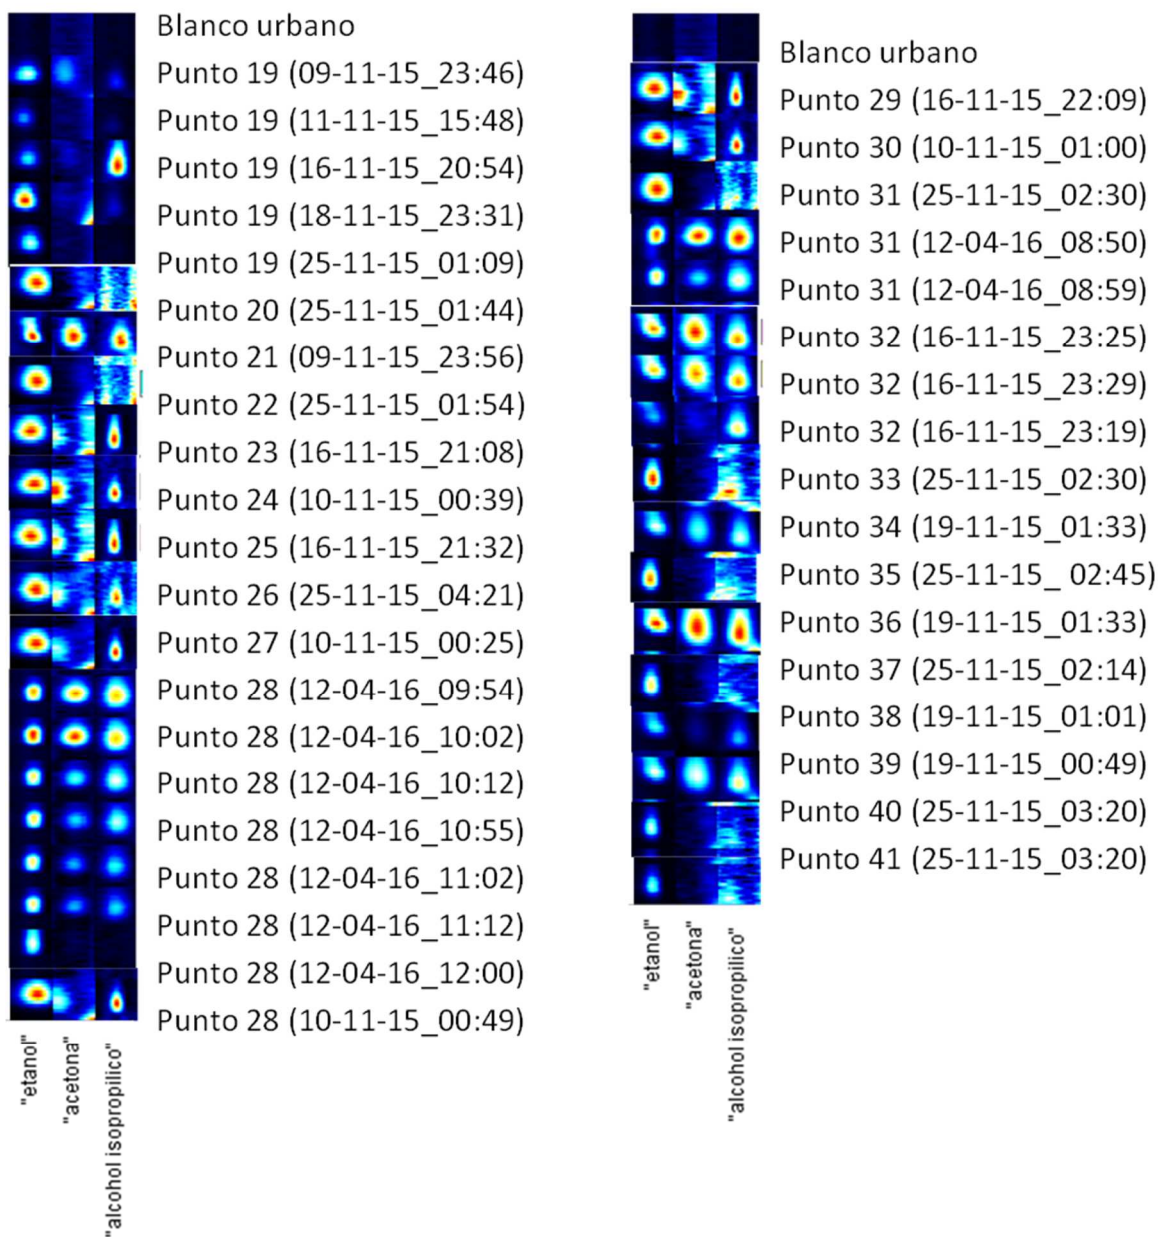 Blanco urbano
Punto 19 (09-11-15_23:46)
Punto 19 (11-11-15_15:48)
Punto 19 (16-11-15_20:54)
Punto 19 (18-11-15_23:31)
Punto 19 (25-11-15_01:09)
Punto 20 (25-11-15_01:44)
Punto 21 (09-11-15_23:56)
Punto 22 (25-11-15_01:54)
Punto 23 (16-11-15_21:08)
Punto 24 (10-11-15_00:39)
Punto 25 (16-11-15_21:32)
Punto 26 (25-11-15_04:21)
Punto 27 (10-11-15_00:25)
Punto 28 (12-04-16_09:54)
Punto 28 (12-04-16_10:02)
Punto 28 (12-04-16_10:12)
Punto 28 (12-04-16_10:55)
Punto 28 (12-04-16_11:02)
Punto 28 (12-04-16_11:12)
Punto 28 (12-04-16_12:00)
Punto 28 (10-11-15_00:49)
"etanol"
"acetona"
"alcohol isopropilico"
Blanco urbano
Punto 29 (16-11-15_22:09)
Punto 30 (10-11-15_01:00)
Punto 31 (25-11-15_02:30)
Punto 31 (12-04-16_08:50)
Punto 31 (12-04-16_08:59)
Punto 32 (16-11-15_23:25)
Punto 32 (16-11-15_23:29)
Punto 32 (16-11-15_23:19)
Punto 33 (25-11-15_02:30)
Punto 34 (19-11-15_01:33)
Punto 35 (25-11-15_ 02:45)
Punto 36 (19-11-15_01:33)
Punto 37 (25-11-15_02:14)
Punto 38 (19-11-15_01:01)
Punto 39 (19-11-15_00:49)
Punto 40 (25-11-15_03:20)
Punto 41 (25-11-15_03:20)
"etanol"
"acetona"
"alcohol isopropilico"